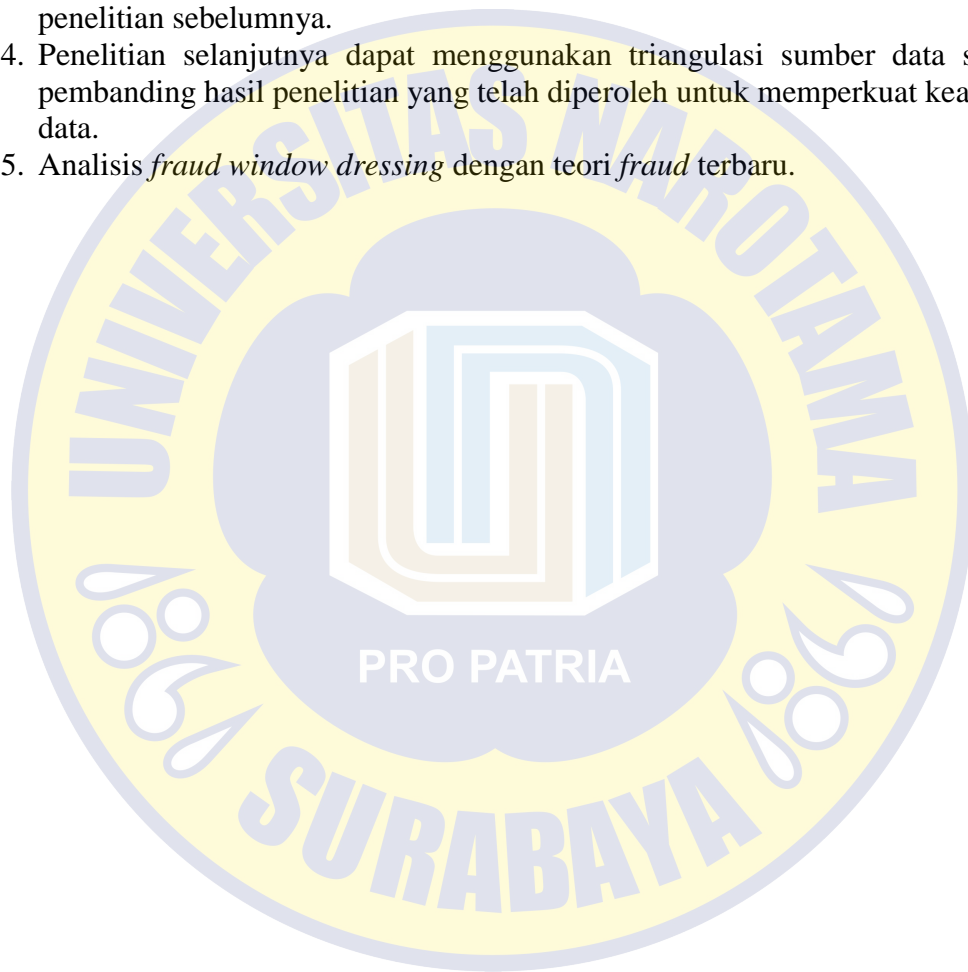 penelitian sebelumnya.
4. Penelitian selanjutnya dapat menggunakan triangulasi sumber data
pembanding hasil penelitian yang telah diperoleh untuk memperkuat
data.
5. Analisis fraud window dressing dengan teori fraud terbaru.
UNIVERSITAS NAROTAMA
PRO PATRIA
SURABAYA